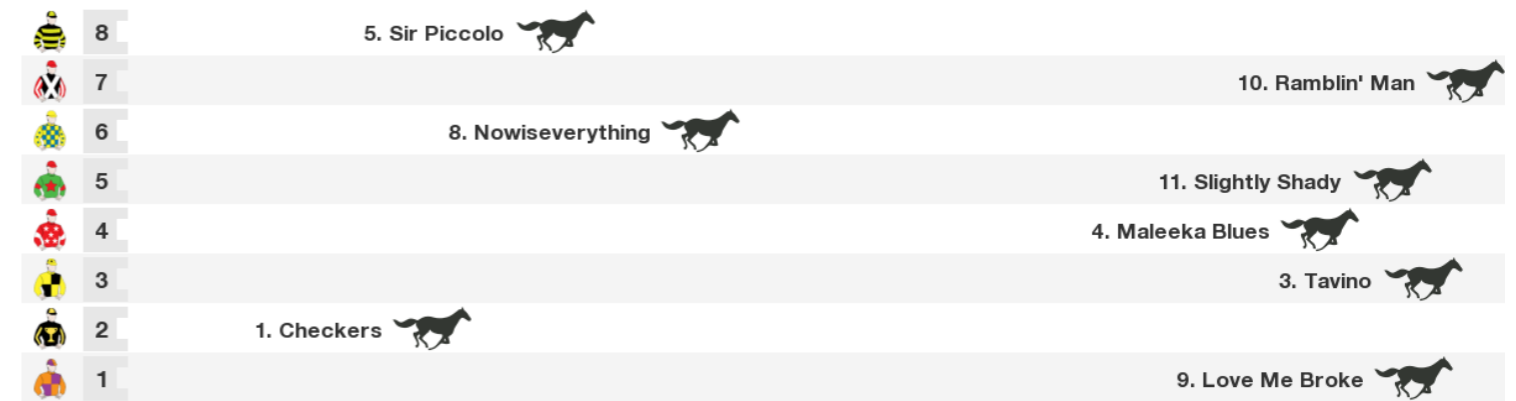 8 5. Sir Piccolo
7 10. Ramblin' Man
6 8. Nowiseverything
5 11. Slightly Shady
4 4. Maleeka Blues
3 3. Tavino
2 1. Checkers
1 9. Love Me Broke